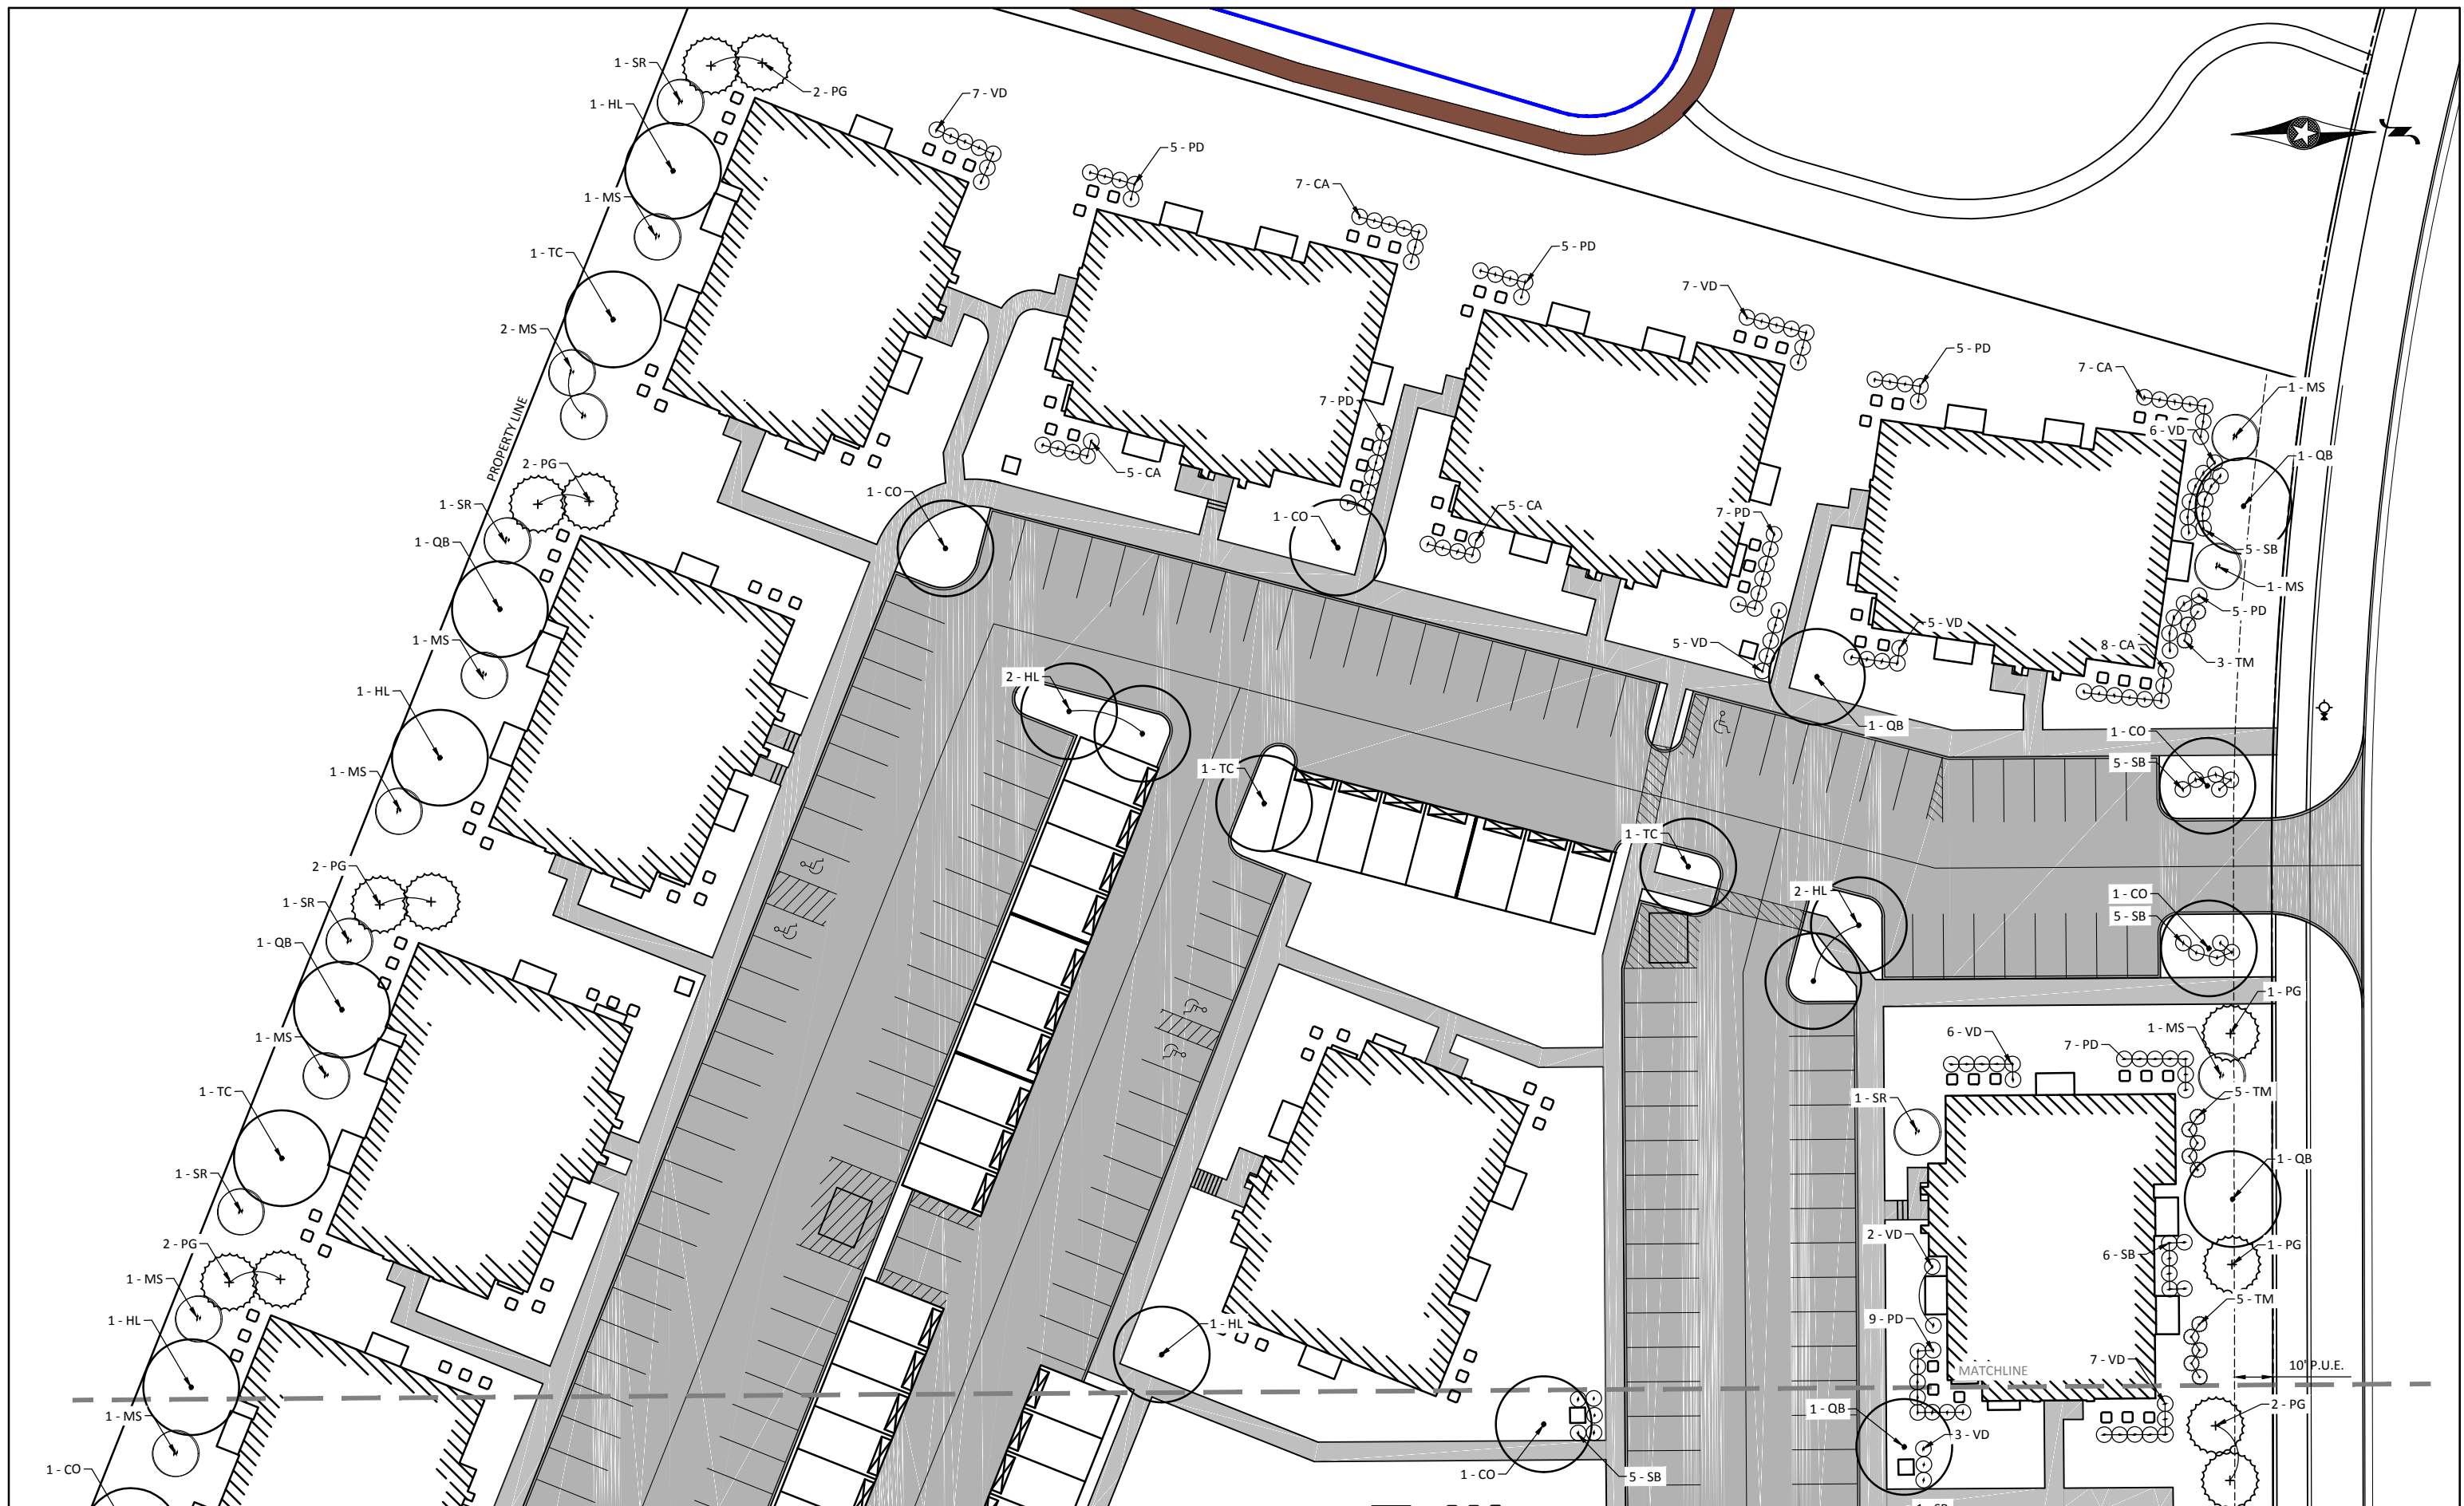 1 - SR
2 - PG
1 - HL
7 - VD
5 - PD
7 - CA
1 - MS
5 - PD
1 - TC
7 - VD
2 - MS
5 - PD
7 - CA
1 - MS
7 - PD
PROPERTY LINE
6 - VD
1 - QB
2 - PG
5 - CA
1 - CO
1 - SR
5 - CA
7 - PD
1 - CO
1 - QB
5 - SB
1 - MS
5 - PD
5 - VD
1 - MS
5 - VD
8 - CA
3 - TM
2 - HL
1 - HL
1 - QB
1 - CO
1 - TC
5 - SB
1 - MS
1 - TC
2 - PG
2 - HL
1 - CO
1 - SR
5 - SB
1 - QB
1 - PG
1 - MS
6 - VD
1 - MS
7 - PD
1 - TC
1 - SR
5 - TM
1 - SR
1 - QB
2 - PG
2 - VD
1 - PG
6 - SB
1 - MS
5 - TM
1 - HL
1 - HL
9 - PD
MATCHLINE
7 - VD
10' P.U.E.
1 - MS
1 - QB
2 - PG
3 - VD
1 - CO
1 - CO
5 - SB
1 - SR